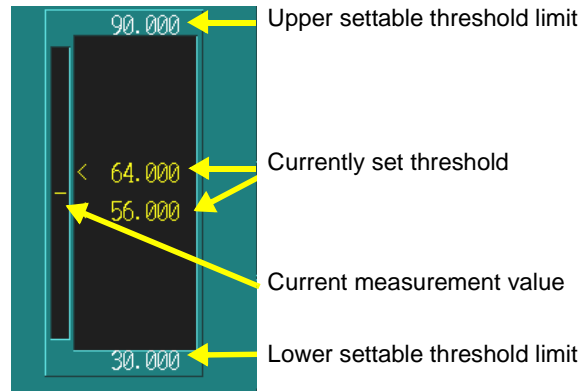 90.000 Upper settable threshold limit
< 64.000 Currently set threshold
56.000
Current measurement value
30.000 Lower settable threshold limit